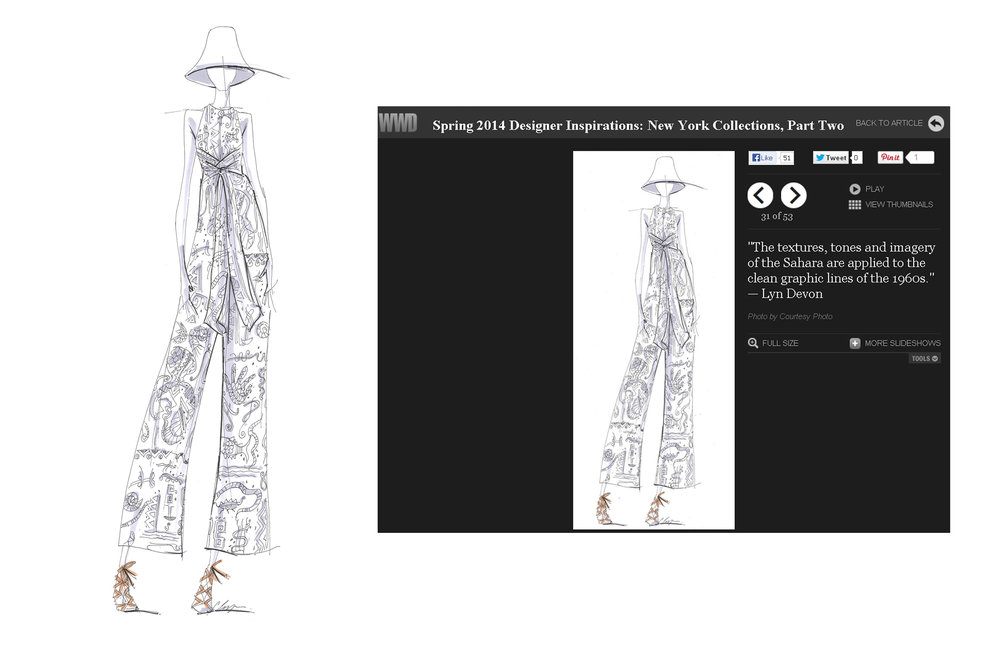 WWD
Spring 2014 Designer Inspirations: New York Collections, Part Two
BACK TO ARTICLE
Like 51
Tweet 0
Pin it 1
31 of 53
PLAY
VIEW THUMBNAILS
"The textures, tones and imagery
of the Sahara are applied to the
clean graphic lines of the 1960s."
— Lyn Devon
Photo by Courtesy Photo
FULL SIZE
MORE SLIDESHOWS
TOOLS